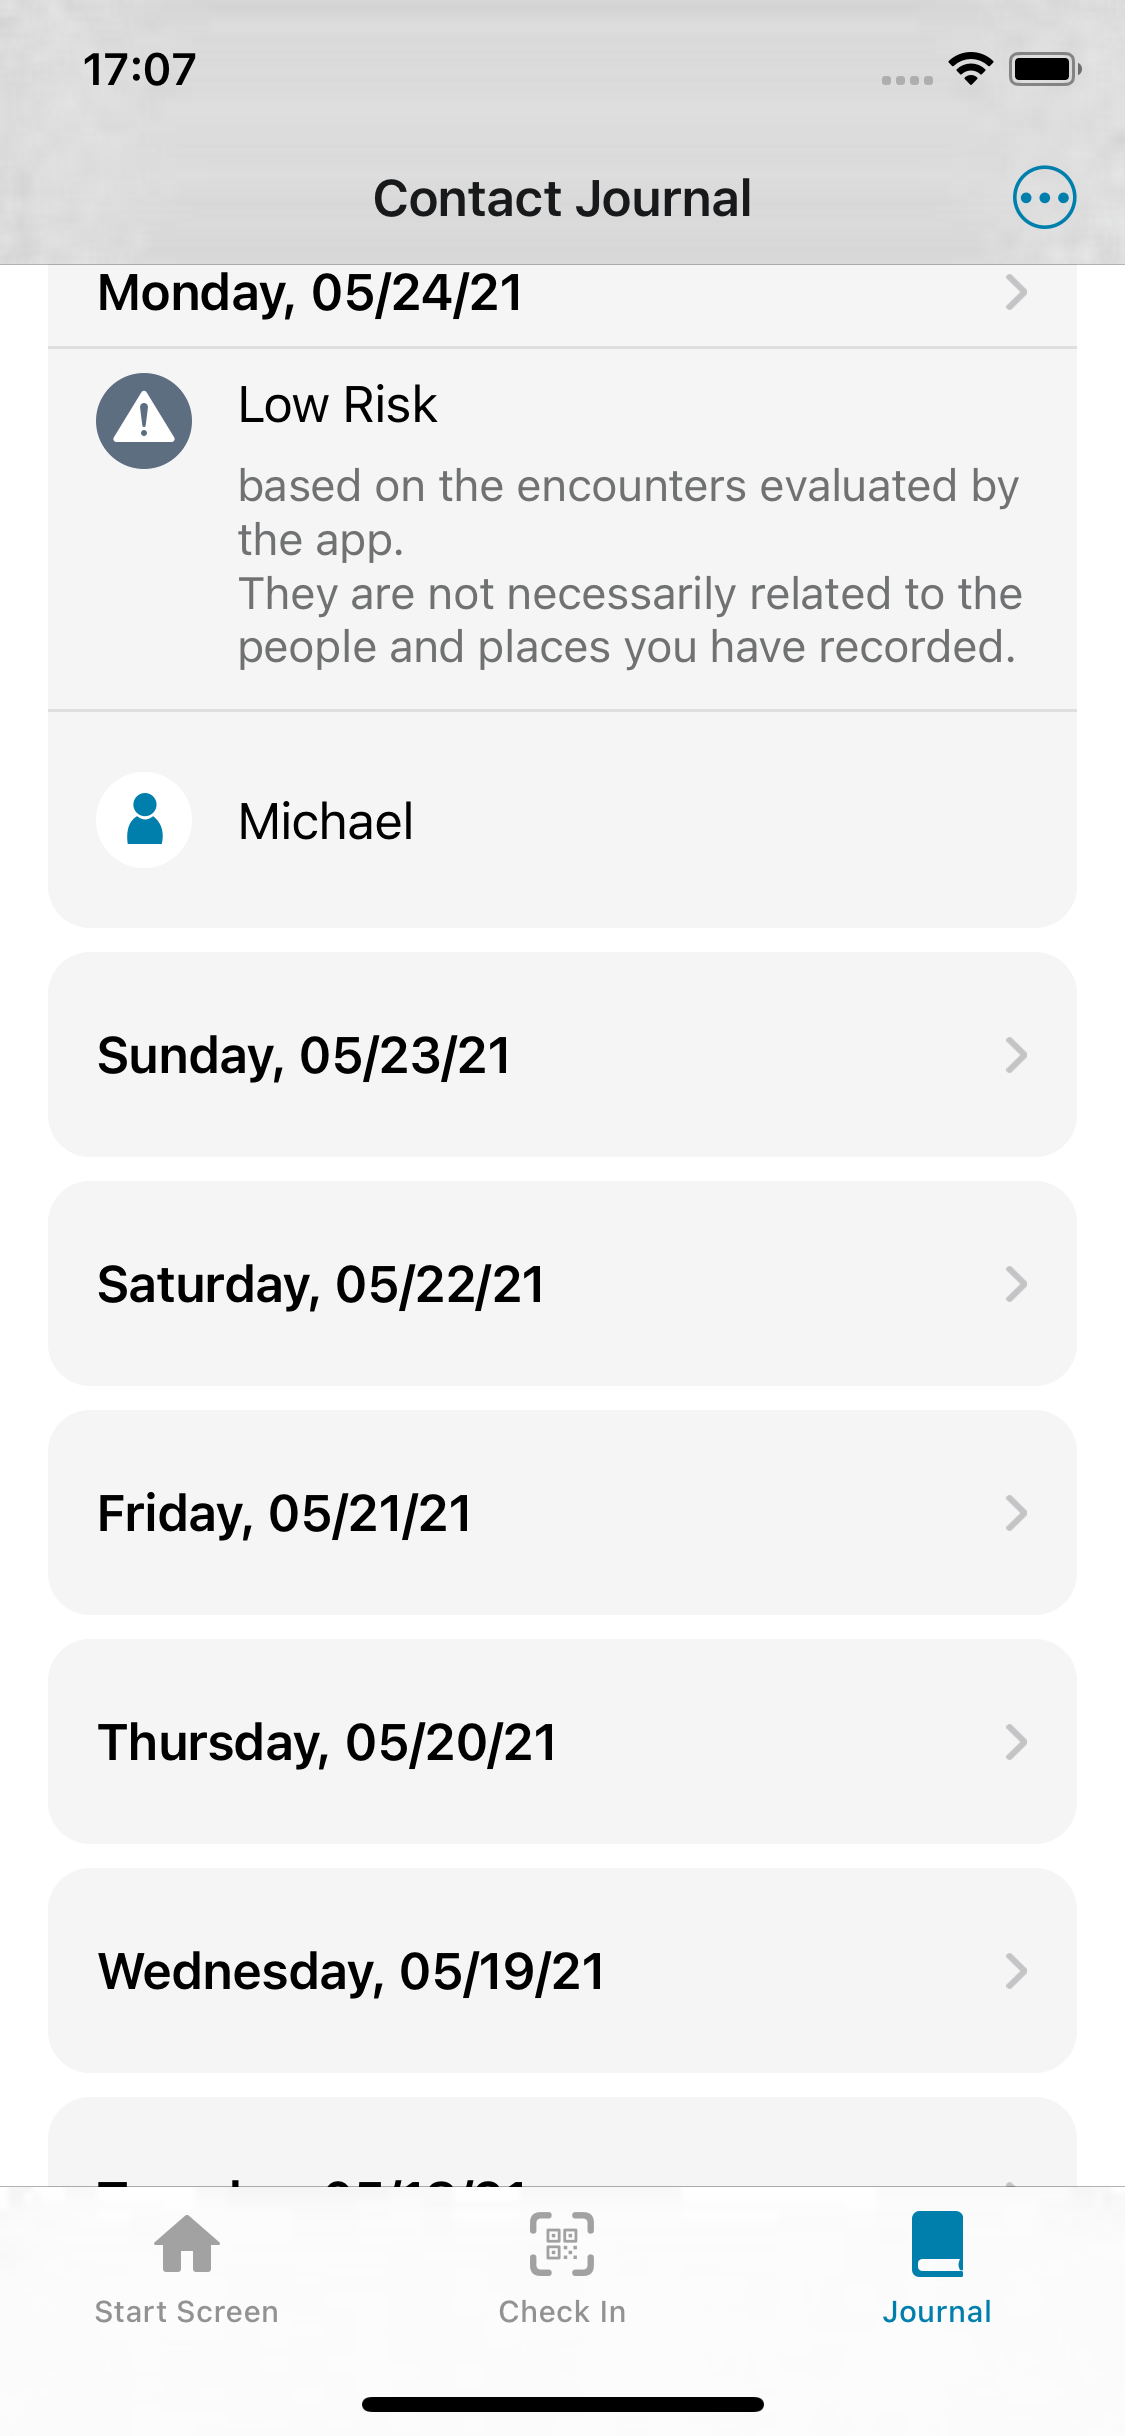 17:07
Contact Journal
Monday, 05/24/21
Low Risk
based on the encounters evaluated by
the app.
They are not necessarily related to the
people and places you have recorded.
Michael
Sunday, 05/23/21
Saturday, 05/22/21
Friday, 05/21/21
Thursday, 05/20/21
Wednesday, 05/19/21
Start Screen
Check In
Journal